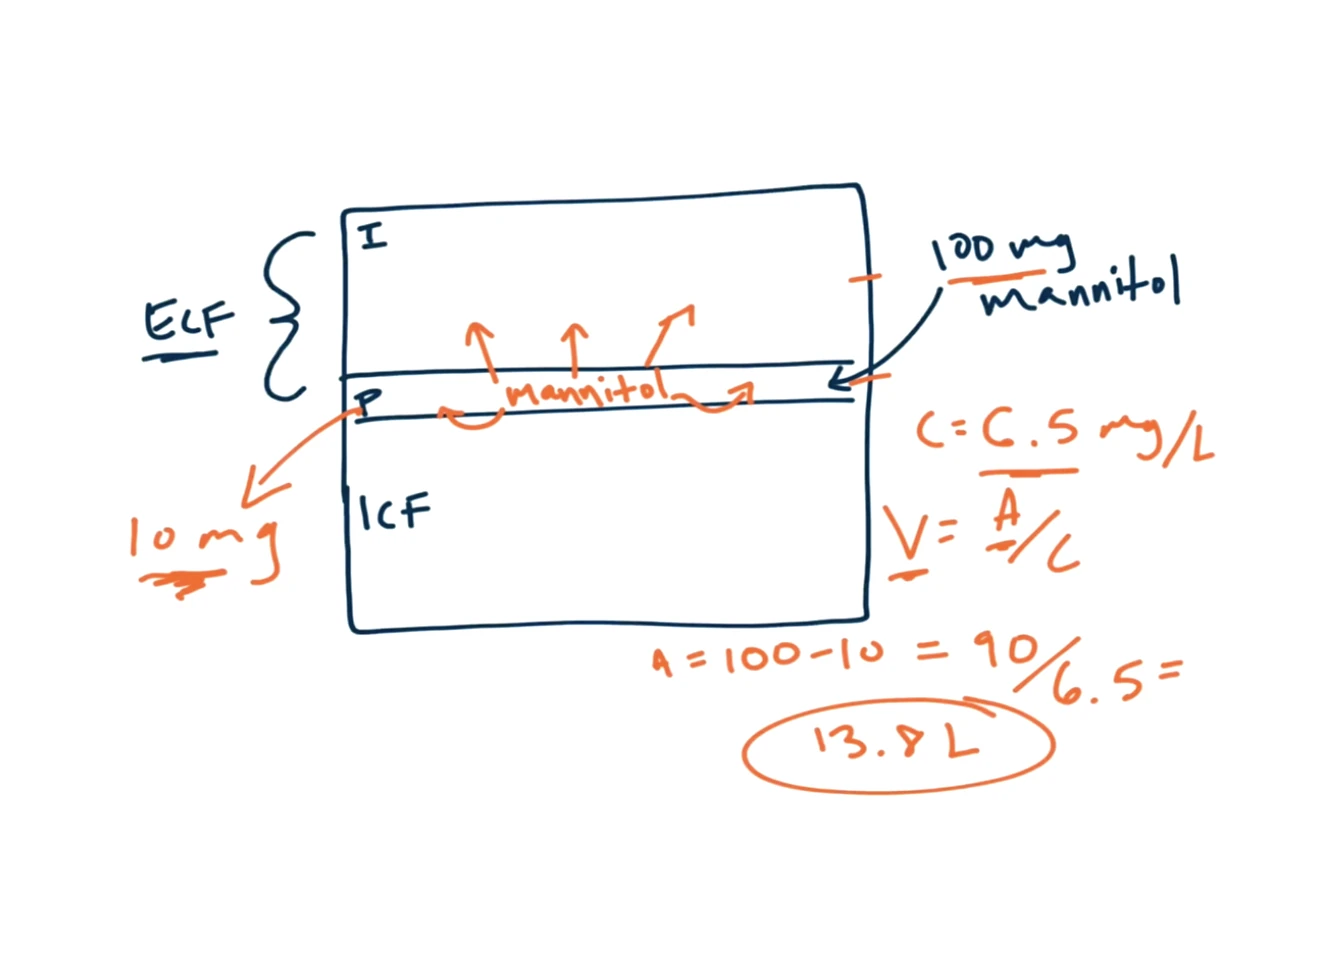 I
ECF
100 mg
mannitol
P
mannitol
C = 6.5 mg/L
ICF
10 mg
V = A/C
A = 100 - 10 = 90/6.5 =
13.8 L